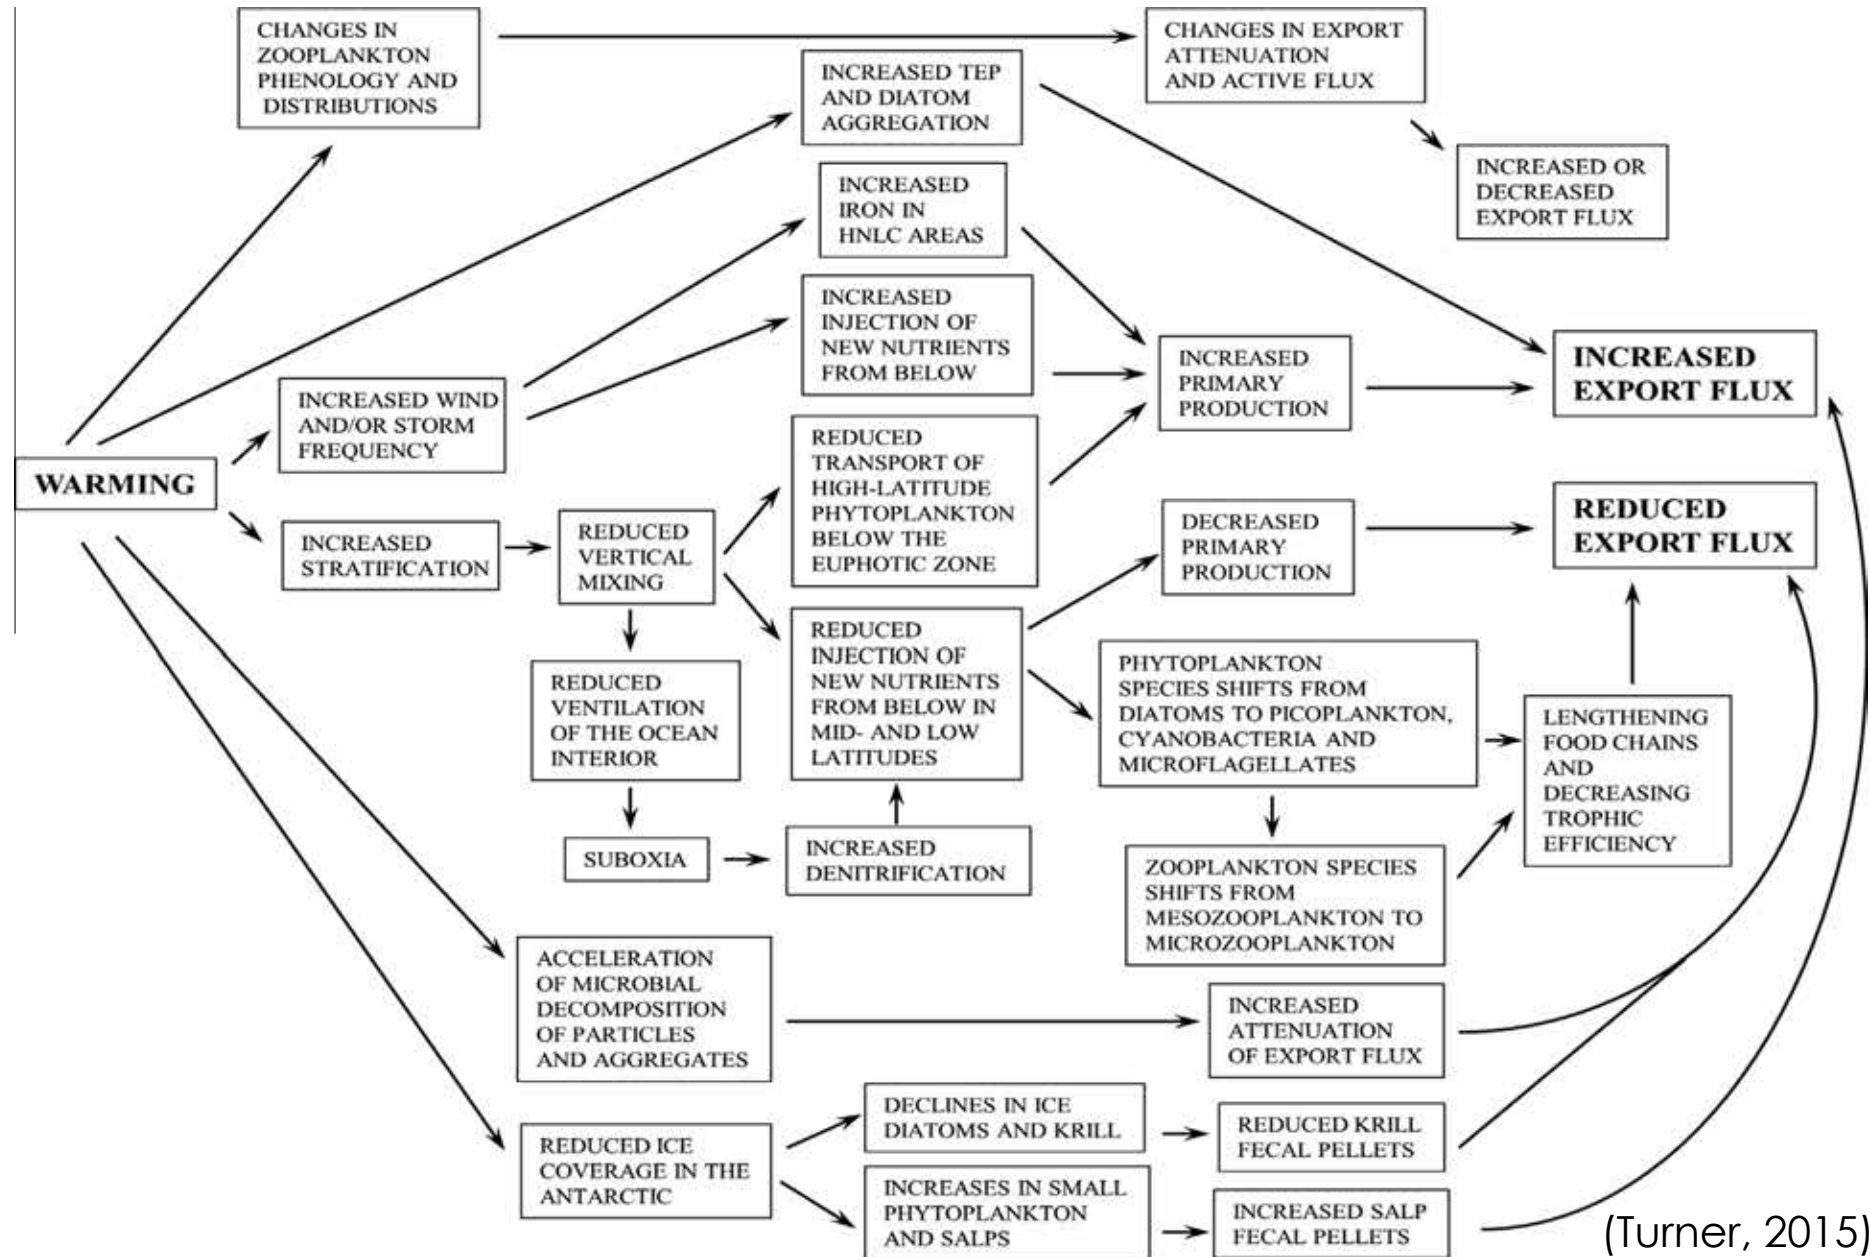 CHANGES IN
ZOOPLANKTON
PHENOLOGY AND
DISTRIBUTIONS
CHANGES IN EXPORT
ATTENUATION
AND ACTIVE FLUX
INCREASED TEP
AND DIATOM
AGGREGATION
INCREASED OR
DECREASED
EXPORT FLUX
INCREASED
IRON IN
HNLC AREAS
INCREASED
INJECTION OF
NEW NUTRIENTS
FROM BELOW
INCREASED
PRIMARY
PRODUCTION
INCREASED
EXPORT FLUX
INCREASED WIND
AND/OR STORM
FREQUENCY
WARMING
REDUCED
TRANSPORT OF
HIGH-LATITUDE
PHYTOPLANKTON
BELOW THE
EUPHOTIC ZONE
DECREASED
PRIMARY
PRODUCTION
REDUCED
EXPORT FLUX
INCREASED
STRATIFICATION
REDUCED
VERTICAL
MIXING
REDUCED
INJECTION OF
NEW NUTRIENTS
FROM BELOW IN
MID- AND LOW
LATITUDES
PHYTOPLANKTON
SPECIES SHIFTS FROM
DIATOMS TO PICOPLANKTON,
CYANOBACTERIA AND
MICROFLAGELLATES
LENGTHENING
FOOD CHAINS
AND
DECREASING
TROPHIC
EFFICIENCY
REDUCED
VENTILATION
OF THE OCEAN
INTERIOR
SUBOXIA
INCREASED
DENITRIFICATION
ZOOPLANKTON SPECIES
SHIFTS FROM
MESOZOOPLANKTON TO
MICROZOOPLANKTON
ACCELERATION
OF MICROBIAL
DECOMPOSITION
OF PARTICLES
AND AGGREGATES
INCREASED
ATTENUATION
OF EXPORT FLUX
REDUCED ICE
COVERAGE IN THE
ANTARCTIC
DECLINES IN ICE
DIATOMS AND KRILL
REDUCED KRILL
FECAL PELLETS
INCREASES IN SMALL
PHYTOPLANKTON
AND SALPS
INCREASED SALP
FECAL PELLETS
(Turner, 2015)